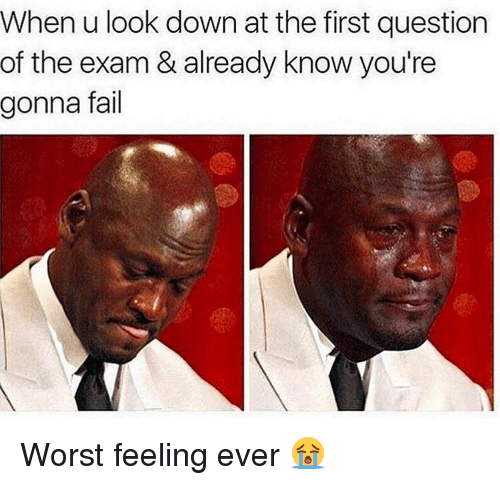 When u look down at the first question
of the exam & already know you're
gonna fail
Worst feeling ever 😭